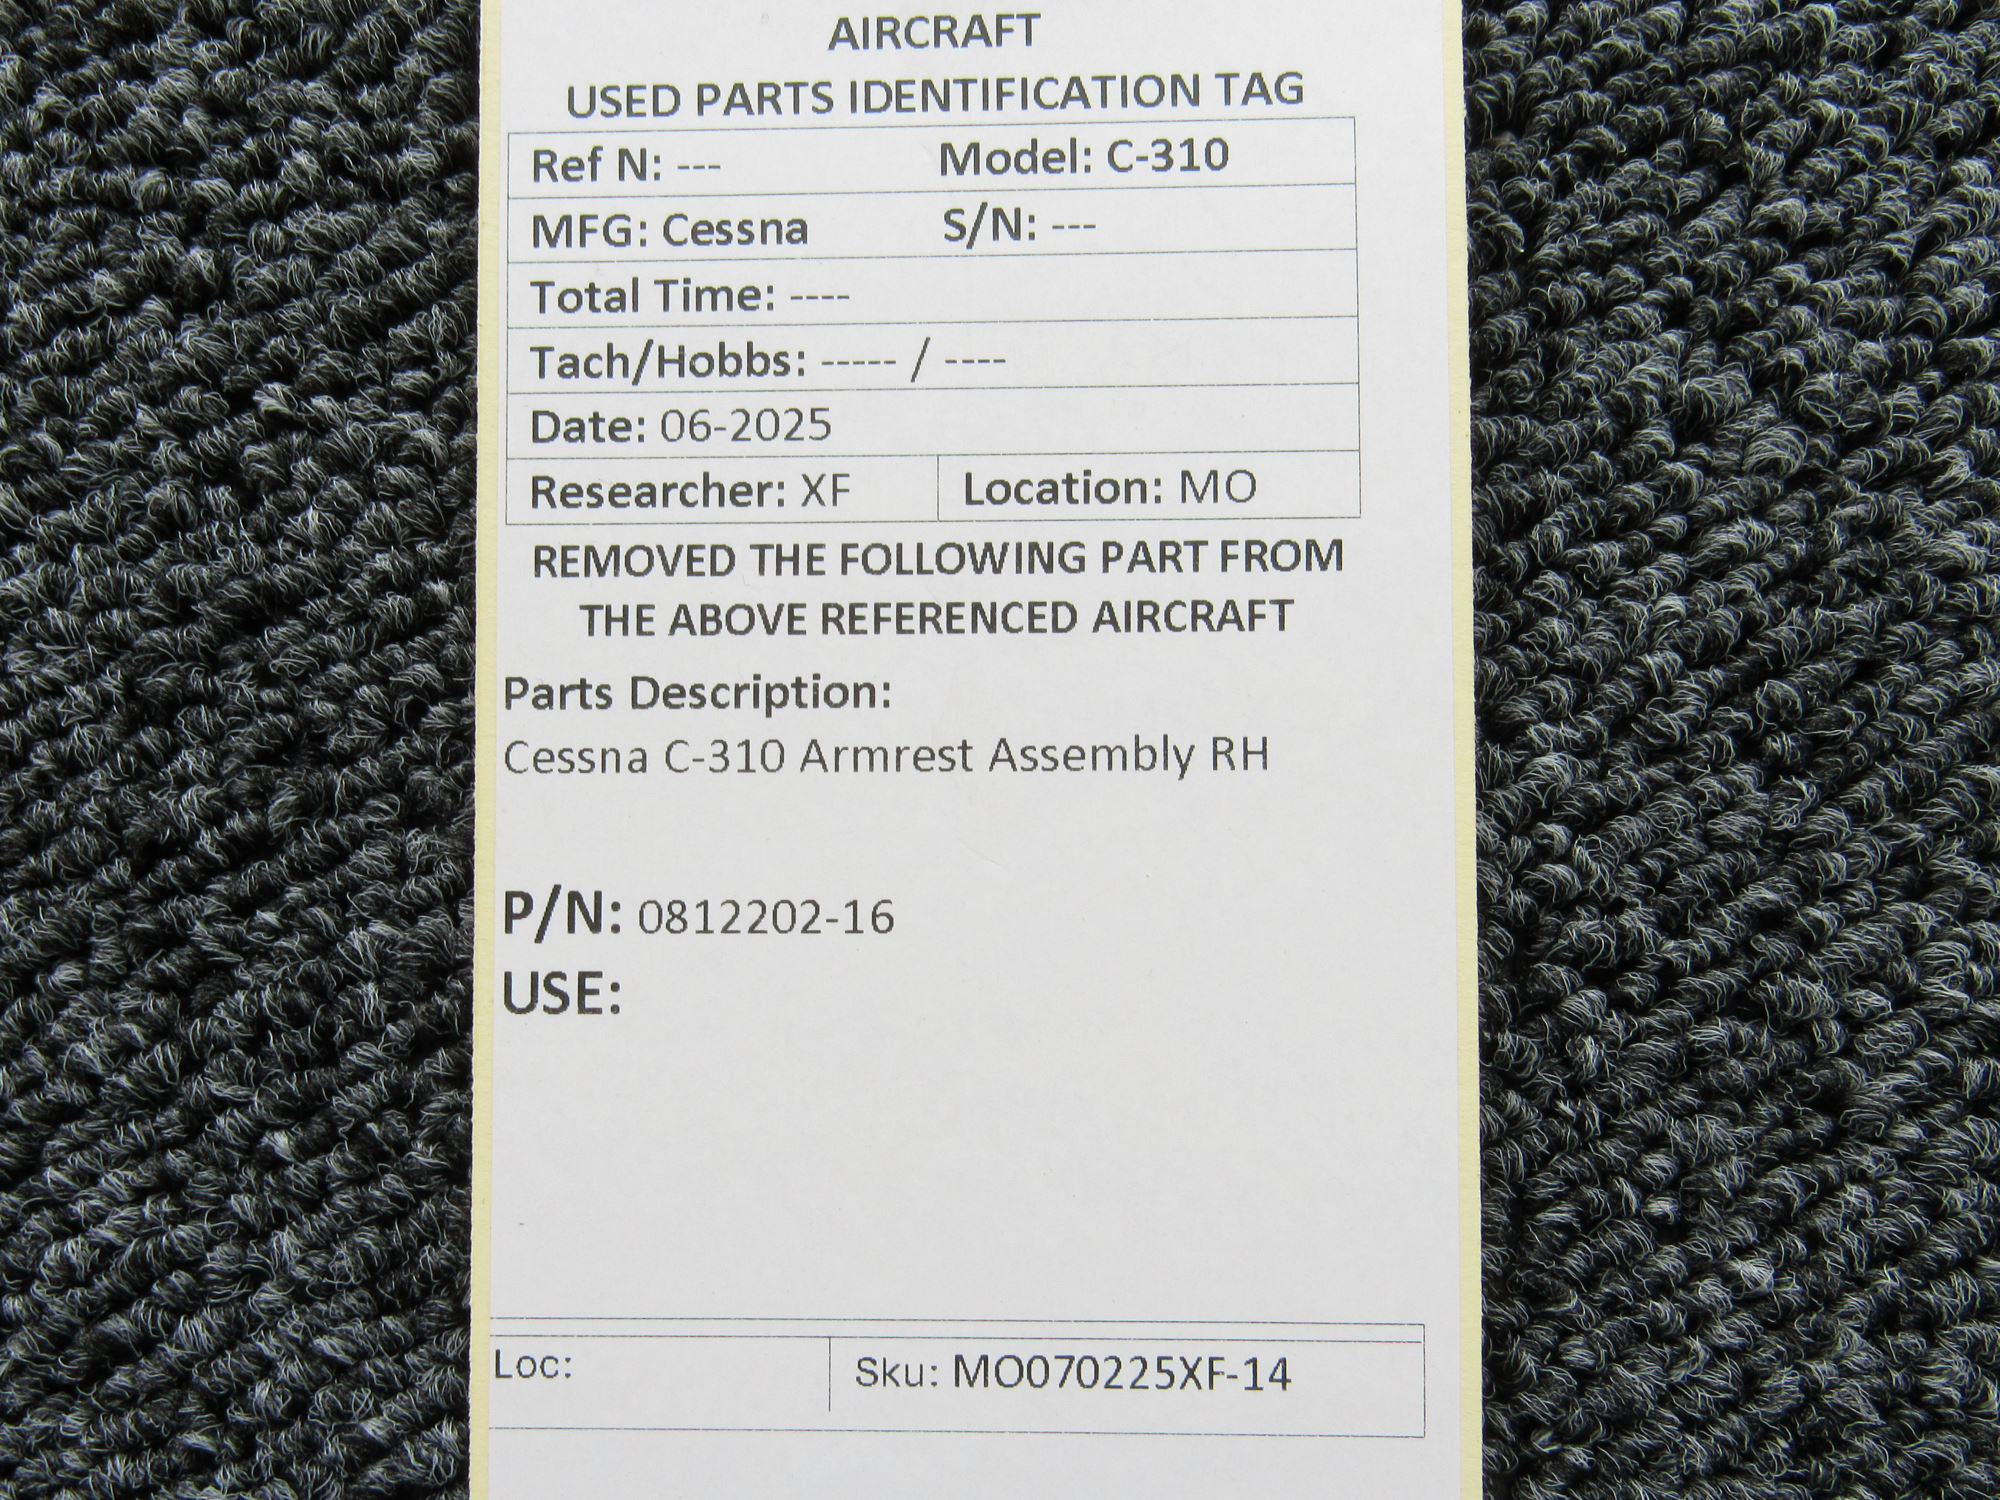 AIRCRAFT
USED PARTS IDENTIFICATION TAG
Ref N: --- Model: C-310
MFG: Cessna S/N: ---
Total Time: ----
Tach/Hobbs: ----- / ----
Date: 06-2025
Researcher: XF Location: MO
REMOVED THE FOLLOWING PART FROM
THE ABOVE REFERENCED AIRCRAFT
Parts Description:
Cessna C-310 Armrest Assembly RH
P/N: 0812202-16
USE:
Loc: Sku: MO070225XF-14